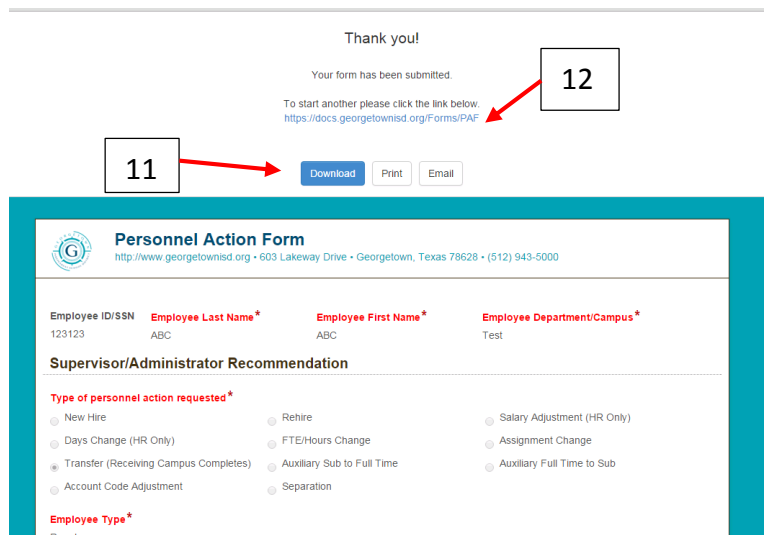 Thank you!
Your form has been submitted.
12
To start another please click the link below.
https://docs.georgetownisd.org/Forms/PAF
11
Download Print Email
G
Personnel Action Form
http://www.georgetownisd.org • 603 Lakeway Drive • Georgetown, Texas 78628 • (512) 943-5000
Employee ID/SSN Employee Last Name* Employee First Name* Employee Department/Campus*
123123 ABC ABC Test
Supervisor/Administrator Recommendation
Type of personnel action requested*
New Hire Rehire Salary Adjustment (HR Only)
Days Change (HR Only) FTE/Hours Change Assignment Change
Transfer (Receiving Campus Completes) Auxiliary Sub to Full Time Auxiliary Full Time to Sub
Account Code Adjustment Separation
Employee Type*